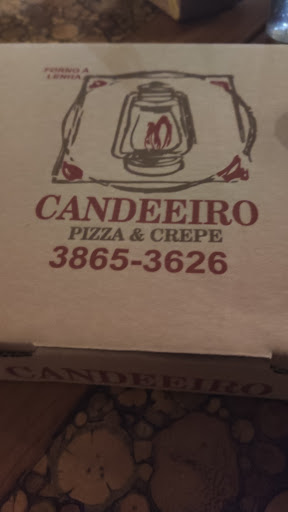 FORNO A
LENHA
CANDEEIRO
PIZZA & CREPE
3865-3626
CANDEEIRO